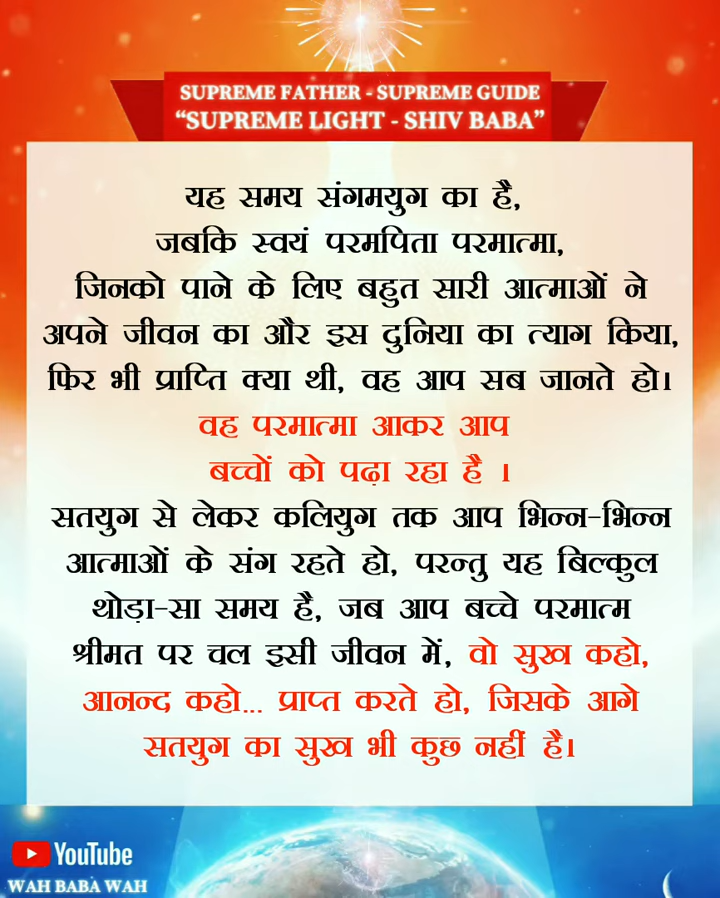 SUPREME FATHER - SUPREME GUIDE
“SUPREME LIGHT - SHIV BABA”
यह समय संगमयुग का है,
जबकि स्वयं परमपिता परमात्मा,
जिनको पाने के लिए बहुत सारी आत्माओं ने
अपने जीवन का और इस दुनिया का त्याग किया,
फिर भी प्राप्ति क्या थी, वह आप सब जानते हो।
वह परमात्मा आकर आप
बच्चों को पढ़ा रहा है ।
सतयुग से लेकर कलियुग तक आप भिन्न-भिन्न
आत्माओं के संग रहते हो, परन्तु यह बिल्कुल
थोड़ा-सा समय है, जब आप बच्चे परमात्म
श्रीमत पर चल इसी जीवन में, वो सुख कहो,
आनन्द कहो... प्राप्त करते हो, जिसके आगे
सतयुग का सुख भी कुछ नहीं है।
YouTube
WAH BABA WAH